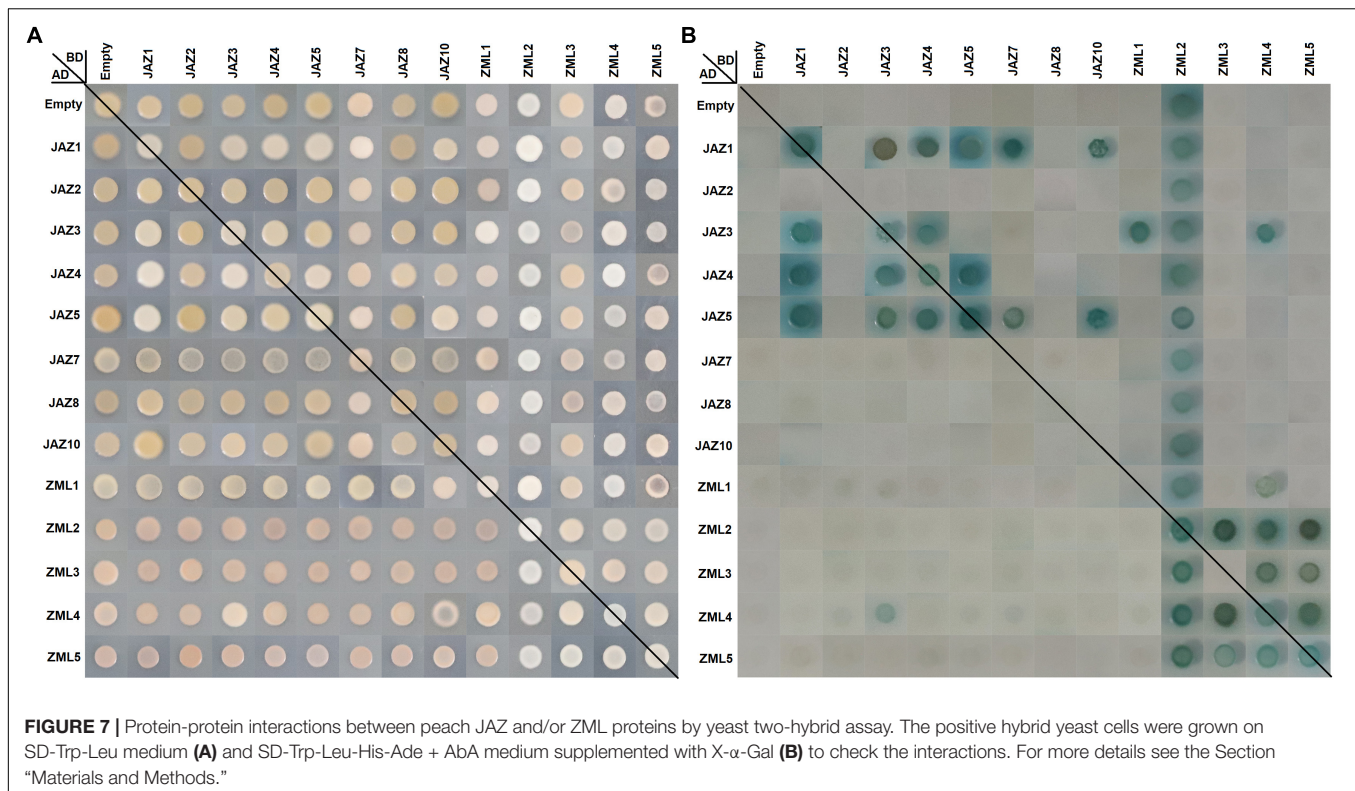 A
B
BD
AD
Empty
JAZ1
JAZ2
JAZ3
JAZ4
JAZ5
JAZ7
JAZ8
JAZ10
ZML1
ZML2
ZML3
ZML4
ZML5
BD
AD
Empty
JAZ1
JAZ2
JAZ3
JAZ4
JAZ5
JAZ7
JAZ8
JAZ10
ZML1
ZML2
ZML3
ZML4
ZML5
Empty
JAZ1
JAZ2
JAZ3
JAZ4
JAZ5
JAZ7
JAZ8
JAZ10
ZML1
ZML2
ZML3
ZML4
ZML5
Empty
JAZ1
JAZ2
JAZ3
JAZ4
JAZ5
JAZ7
JAZ8
JAZ10
ZML1
ZML2
ZML3
ZML4
ZML5
FIGURE 7 | Protein-protein interactions between peach JAZ and/or ZML proteins by yeast two-hybrid assay. The positive hybrid yeast cells were grown on
SD-Trp-Leu medium (A) and SD-Trp-Leu-His-Ade + AbA medium supplemented with X-α-Gal (B) to check the interactions. For more details see the Section
“Materials and Methods.”